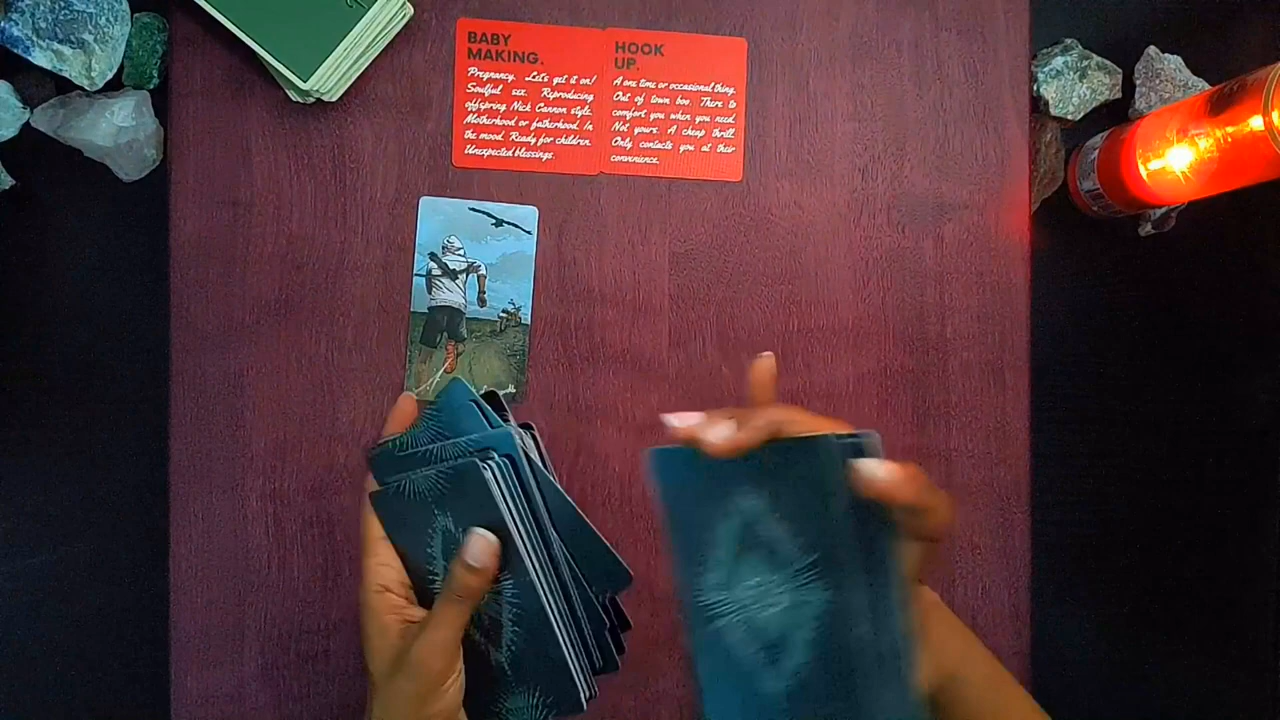 BABY
MAKING.
Pregnancy. Let's get it on!
Soulful sex. Reproducing
offspring Nick Cannon style.
Motherhood or fatherhood. In
the mood. Ready for children.
Unexpected blessings.
HOOK
UP.
A one time or occasional thing.
Out of town boo. There to
comfort you when you need.
Not yours. A cheap thrill.
Only contacts you at their
convenience.